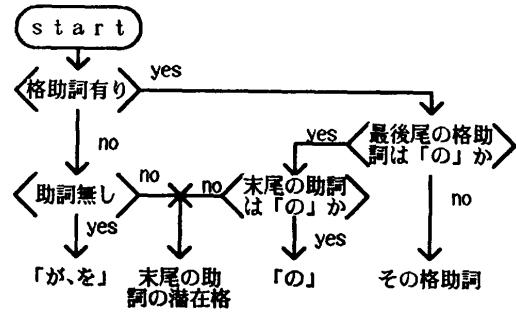 start
格助詞有り
yes
no
最後尾の格助
詞は「の」か
yes
no
助詞無し
no
yes
末尾の助詞
は「の」か
no
yes
「が、を」
末尾の助
詞の潜在格
「の」
その格助詞